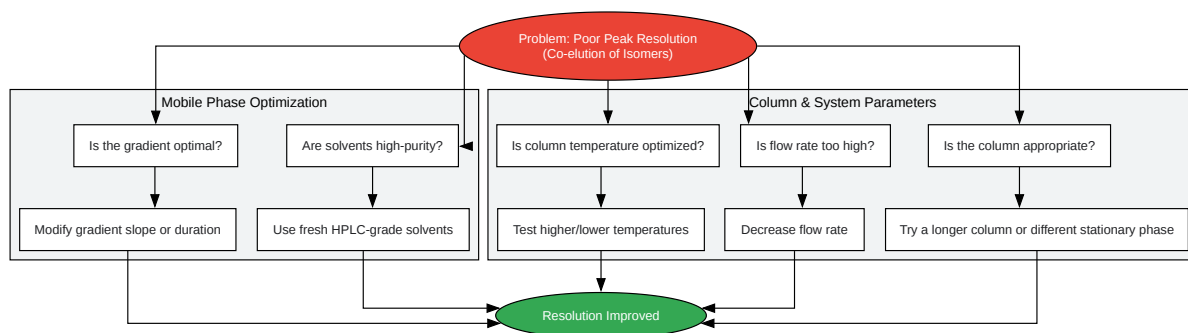 Problem: Poor Peak Resolution
(Co-elution of Isomers)
Mobile Phase Optimization
Column & System Parameters
Is the gradient optimal?
Are solvents high-purity?
Is column temperature optimized?
Is flow rate too high?
Is the column appropriate?
Modify gradient slope or duration
Use fresh HPLC-grade solvents
Test higher/lower temperatures
Decrease flow rate
Try a longer column or different stationary phase
Resolution Improved